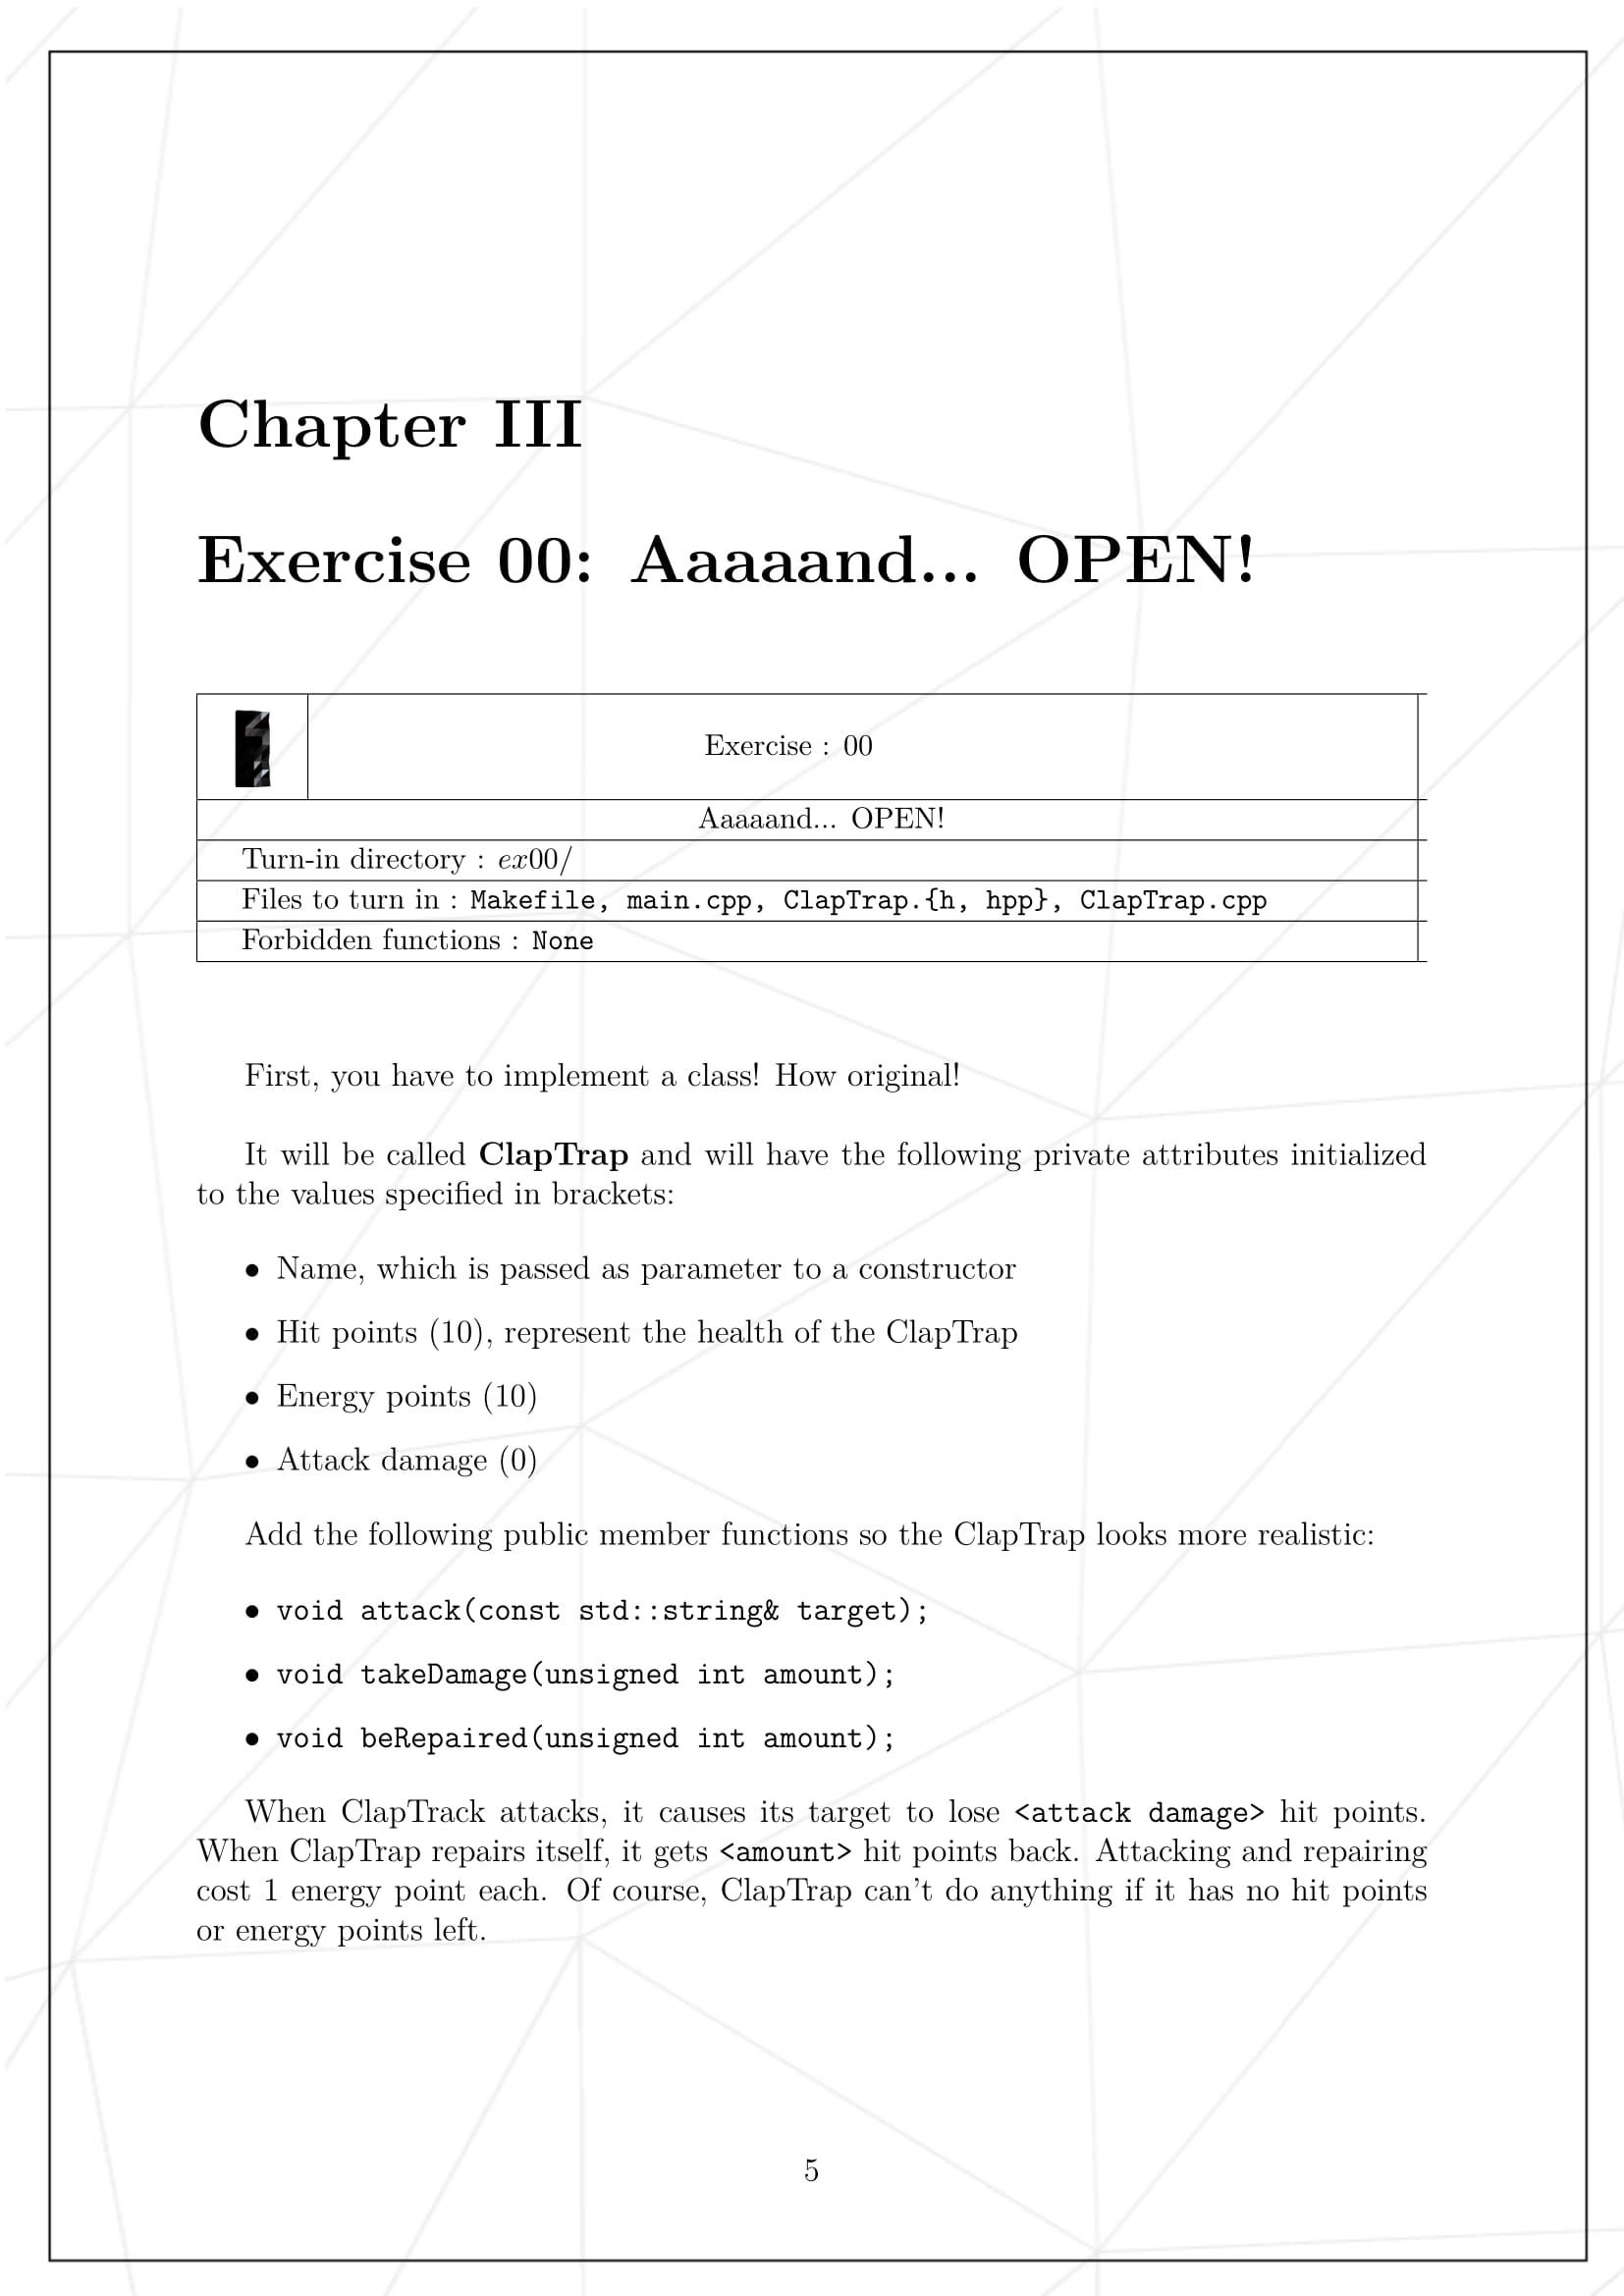 Chapter III
Exercise 00: Aaaaand... OPEN!
Exercise : 00
Aaaaand... OPEN!
Turn-in directory : ex00/
Files to turn in : Makefile, main.cpp, ClapTrap.{h, hpp}, ClapTrap.cpp
Forbidden functions : None
First, you have to implement a class! How original!
It will be called ClapTrap and will have the following private attributes initialized
to the values specified in brackets:
• Name, which is passed as parameter to a constructor
• Hit points (10), represent the health of the ClapTrap
• Energy points (10)
• Attack damage (0)
Add the following public member functions so the ClapTrap looks more realistic:
• void attack(const std::string& target);
• void takeDamage(unsigned int amount);
• void beRepaired(unsigned int amount);
When ClapTrack attacks, it causes its target to lose <attack damage> hit points.
When ClapTrap repairs itself, it gets <amount> hit points back. Attacking and repairing
cost 1 energy point each. Of course, ClapTrap can't do anything if it has no hit points
or energy points left.
5